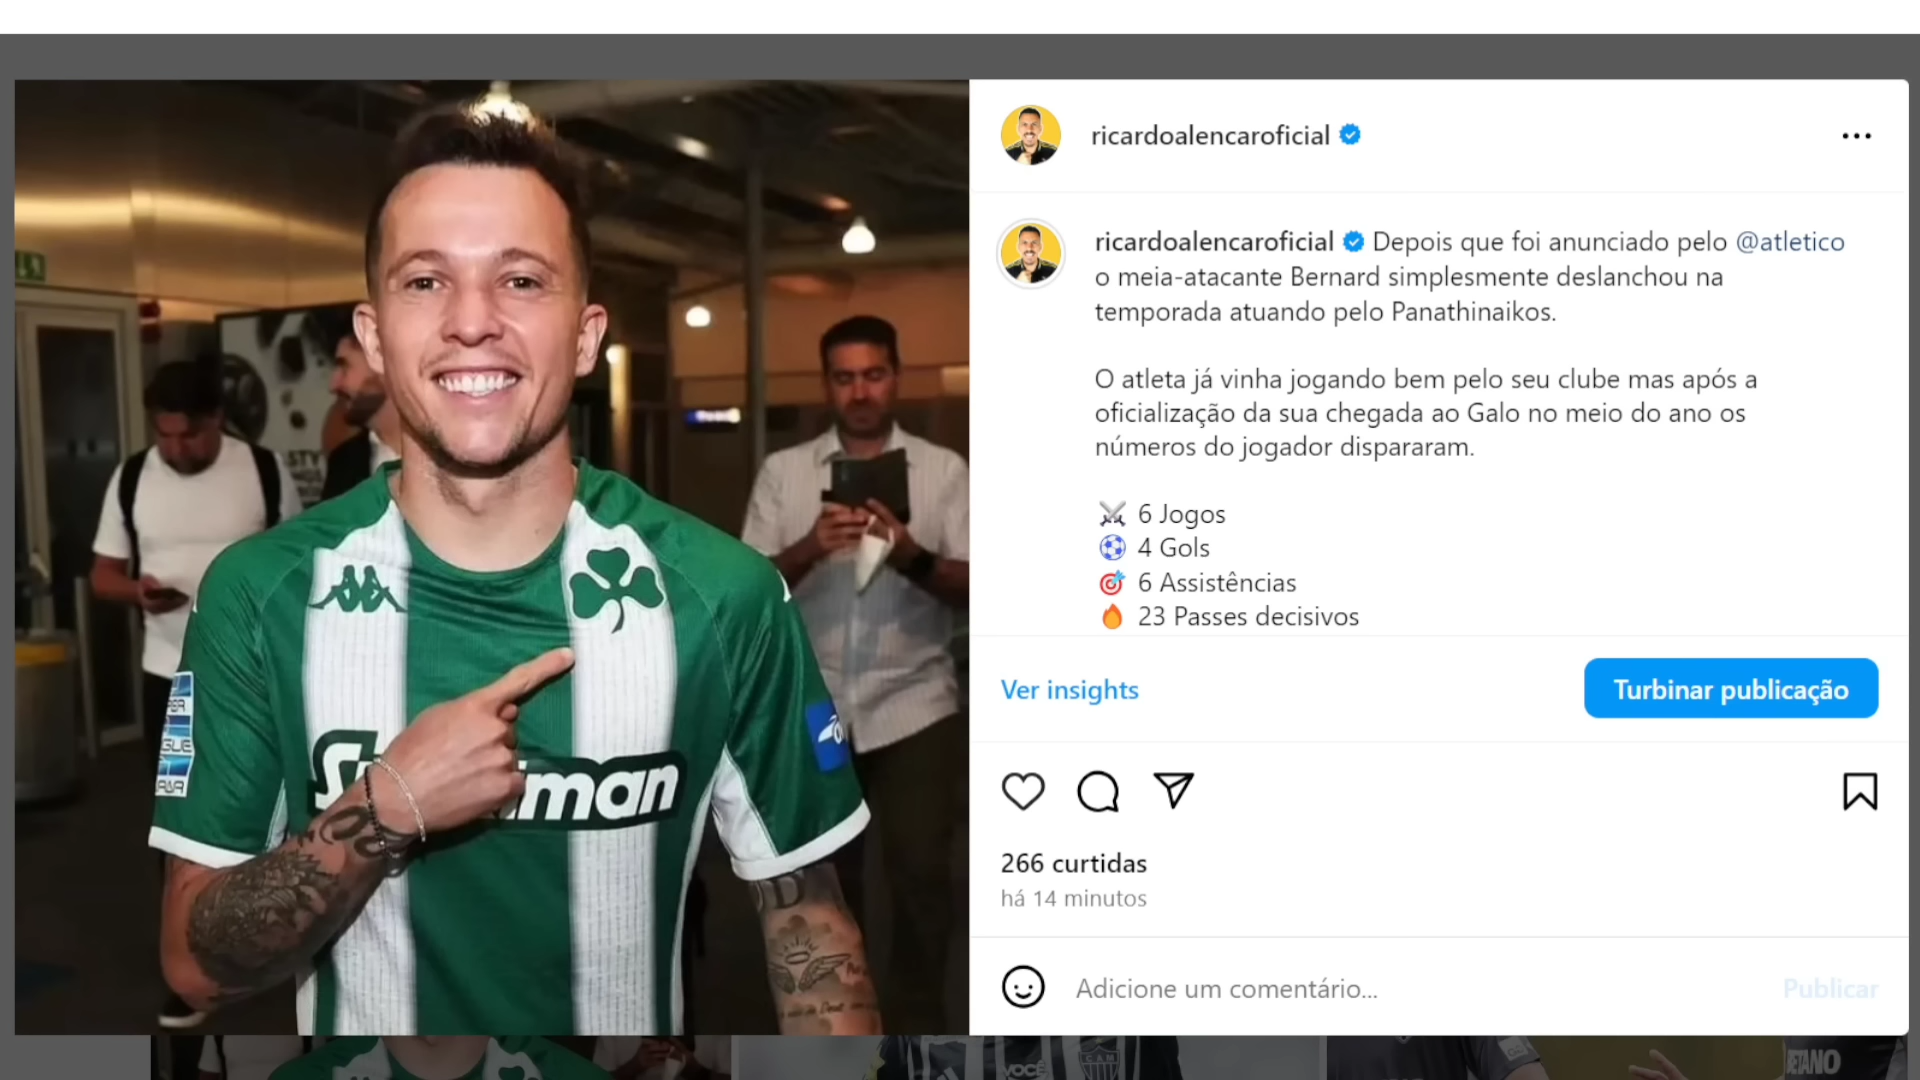 ricardoalencaroficial
ricardoalencaroficial Depois que foi anunciado pelo @atletico
o meia-atacante Bernard simplesmente deslanchou na
temporada atuando pelo Panathinaikos.
O atleta já vinha jogando bem pelo seu clube mas após a
oficialização da sua chegada ao Galo no meio do ano os
números do jogador dispararam.
6 Jogos
4 Gols
6 Assistências
23 Passes decisivos
Ver insights
Turbinar publicação
266 curtidas
há 14 minutos
Adicione um comentário...
Publicar
VOCÊ
CAM
BETANO